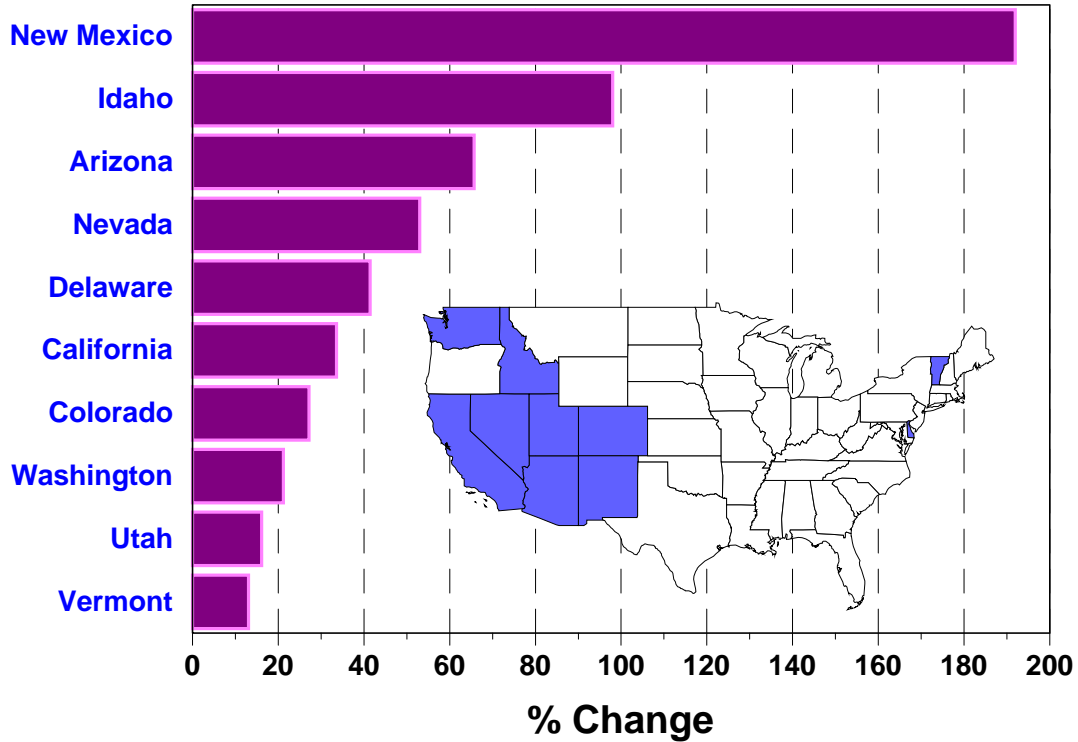 New Mexico
Idaho
Arizona
Nevada
Delaware
California
Colorado
Washington
Utah
Vermont
0 20 40 60 80 100 120 140 160 180 200
% Change